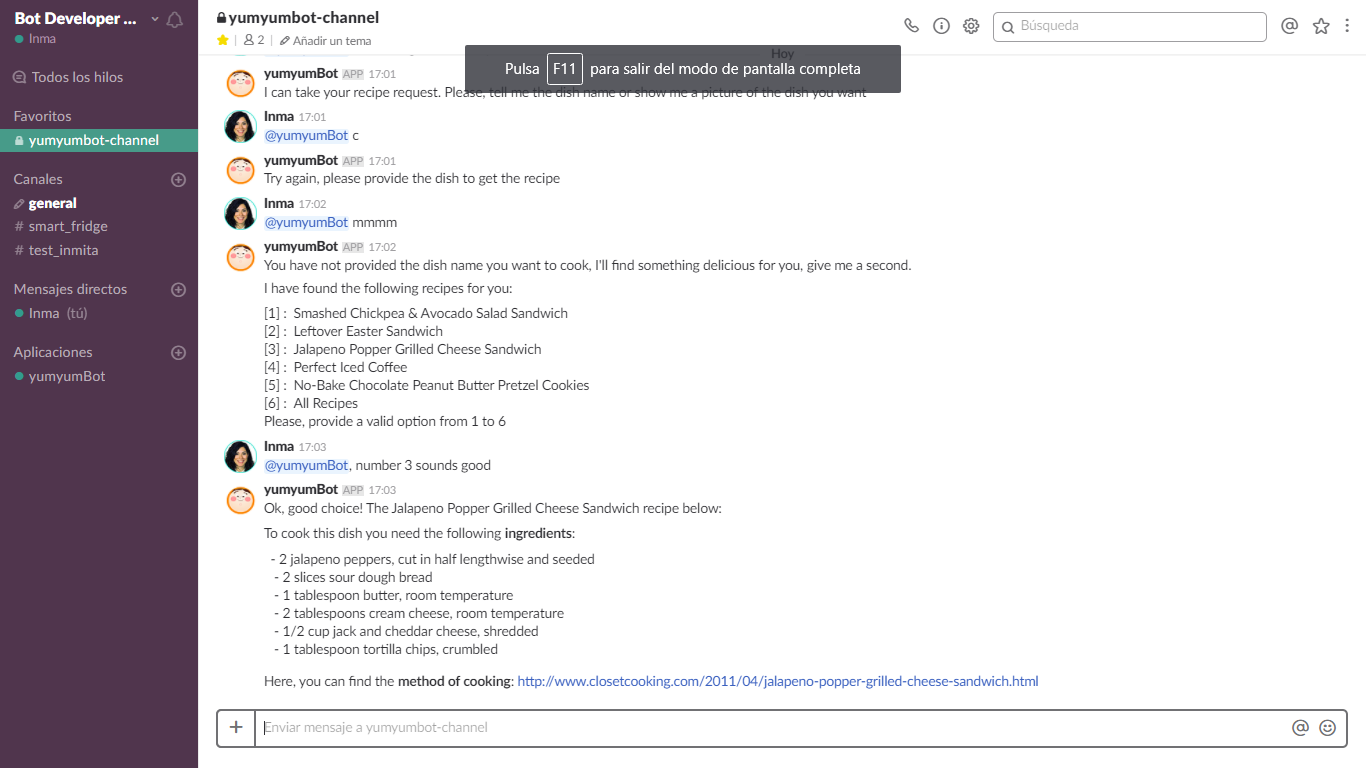 Bot Developer ...
Inma
Todos los hilos
Favoritos
yumyumbot-channel
Canales
general
# smart_fridge
# test_inmita
Mensajes directos
Inma (tú)
Aplicaciones
yumyumBot
yumyumbot-channel
2
Añadir un tema
Búsqueda
Hoy
Pulsa F11 para salir del modo de pantalla completa
yumyumBot APP 17:01
I can take your recipe request. Please, tell me the dish name or show me a picture of the dish you want
Inma 17:01
@yumyumBot c
yumyumBot APP 17:01
Try again, please provide the dish to get the recipe
Inma 17:02
@yumyumBot mmmm
yumyumBot APP 17:02
You have not provided the dish name you want to cook, I'll find something delicious for you, give me a second.
I have found the following recipes for you:
[1] : Smashed Chickpea & Avocado Salad Sandwich
[2] : Leftover Easter Sandwich
[3] : Jalapeno Popper Grilled Cheese Sandwich
[4] : Perfect Iced Coffee
[5] : No-Bake Chocolate Peanut Butter Pretzel Cookies
[6] : All Recipes
Please, provide a valid option from 1 to 6
Inma 17:03
@yumyumBot, number 3 sounds good
yumyumBot APP 17:03
Ok, good choice! The Jalapeno Popper Grilled Cheese Sandwich recipe below:
To cook this dish you need the following ingredients:
- 2 jalapeno peppers, cut in half lengthwise and seeded
- 2 slices sour dough bread
- 1 tablespoon butter, room temperature
- 2 tablespoons cream cheese, room temperature
- 1/2 cup jack and cheddar cheese, shredded
- 1 tablespoon tortilla chips, crumbled
Here, you can find the method of cooking: http://www.closetcooking.com/2011/04/jalapeno-popper-grilled-cheese-sandwich.html
Enviar mensaje a yumyumbot-channel